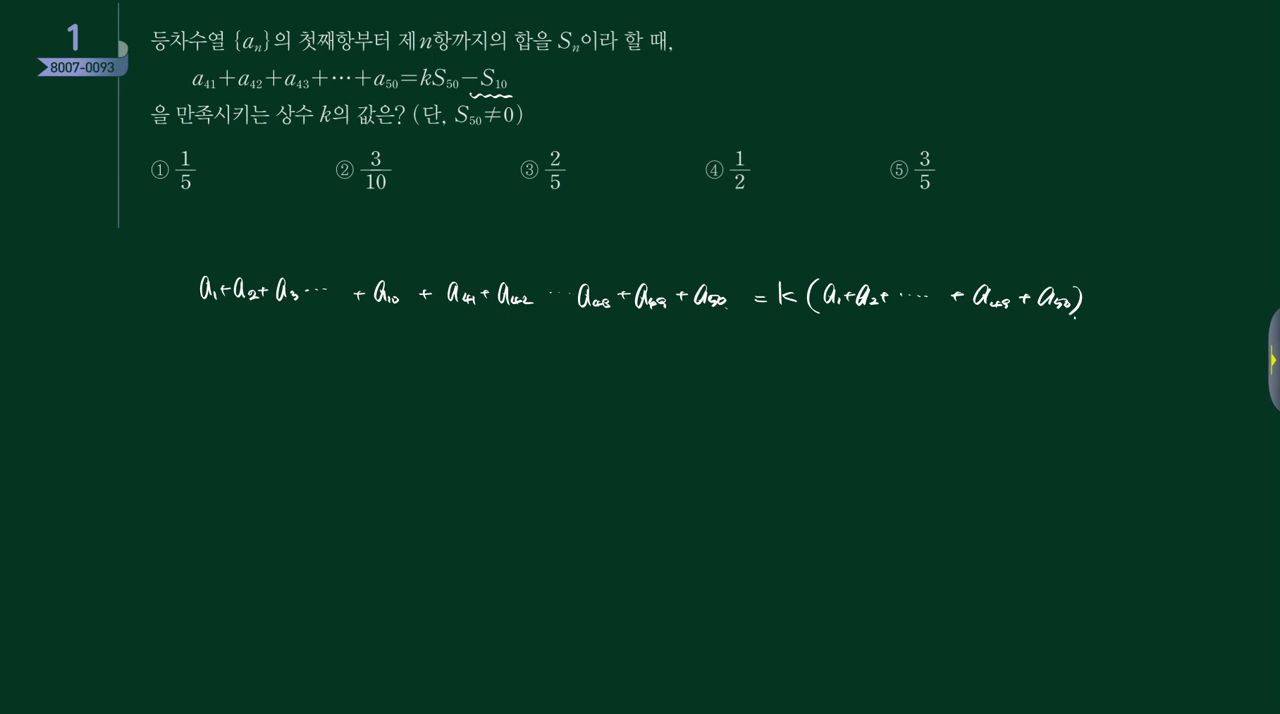 1
8007-0093
등차수열 {aₙ}의 첫째항부터 제n항까지의 합을 Sₙ이라 할 때,
a₄₁+a₄₂+a₄₃+⋯+a₅₀=kS₅₀−S₁₀
을 만족시키는 상수 k의 값은? (단, S₅₀≠0)
① 1/5 ② 3/10 ③ 2/5 ④ 1/2 ⑤ 3/5
a₁+a₂+a₃⋯ +a₁₀ + a₄₁+a₄₂ ⋯a₄₈+a₄₉+a₅₀ = k(a₁+a₂+⋯⋯ +a₄₉+a₅₀)